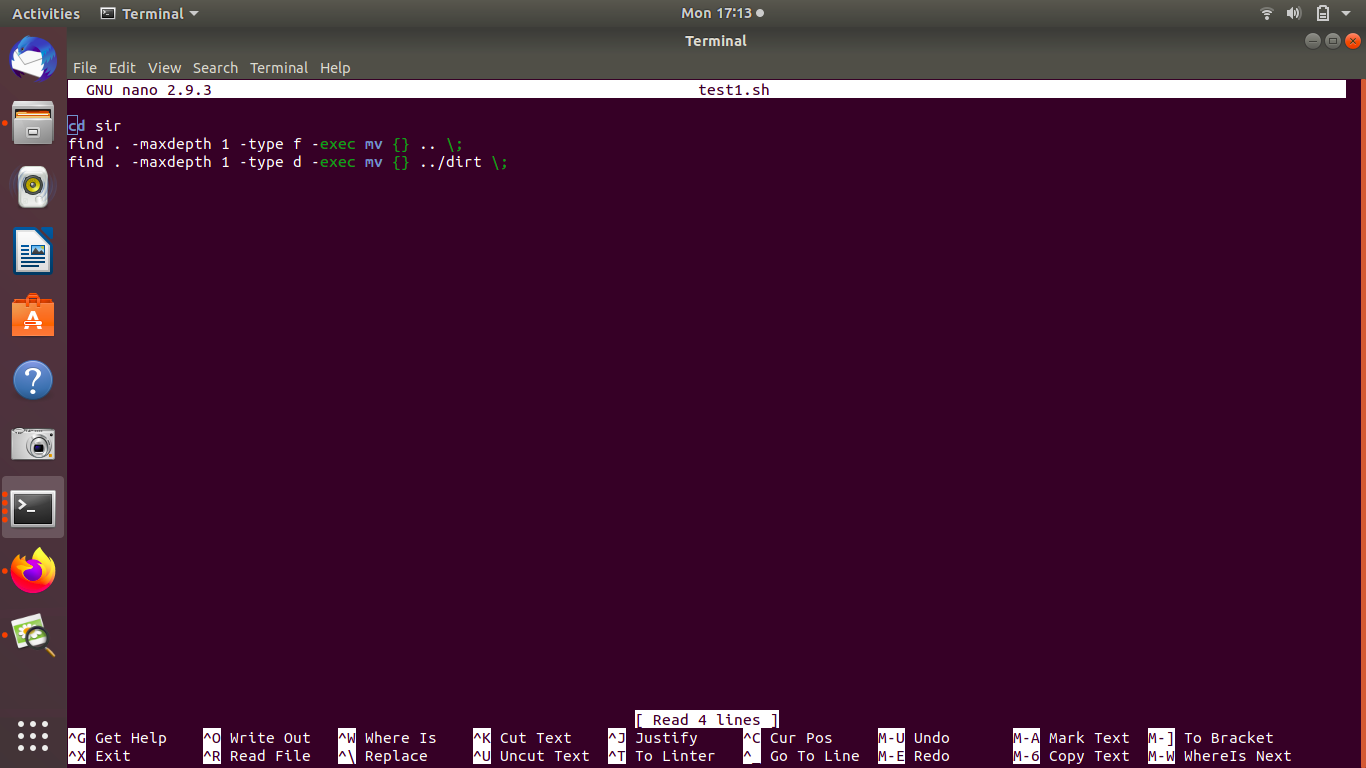 Activities Terminal Mon 17:13
Terminal
File Edit View Search Terminal Help
GNU nano 2.9.3 test1.sh
cd sir
find . -maxdepth 1 -type f -exec mv {} .. \;
find . -maxdepth 1 -type d -exec mv {} ../dirt \;
[ Read 4 lines ]
^G Get Help ^O Write Out ^W Where Is ^K Cut Text ^J Justify ^C Cur Pos M-U Undo M-A Mark Text M-] To Bracket
^X Exit ^R Read File ^\ Replace ^U Uncut Text ^T To Linter ^_ Go To Line M-E Redo M-6 Copy Text M-W WhereIs Next